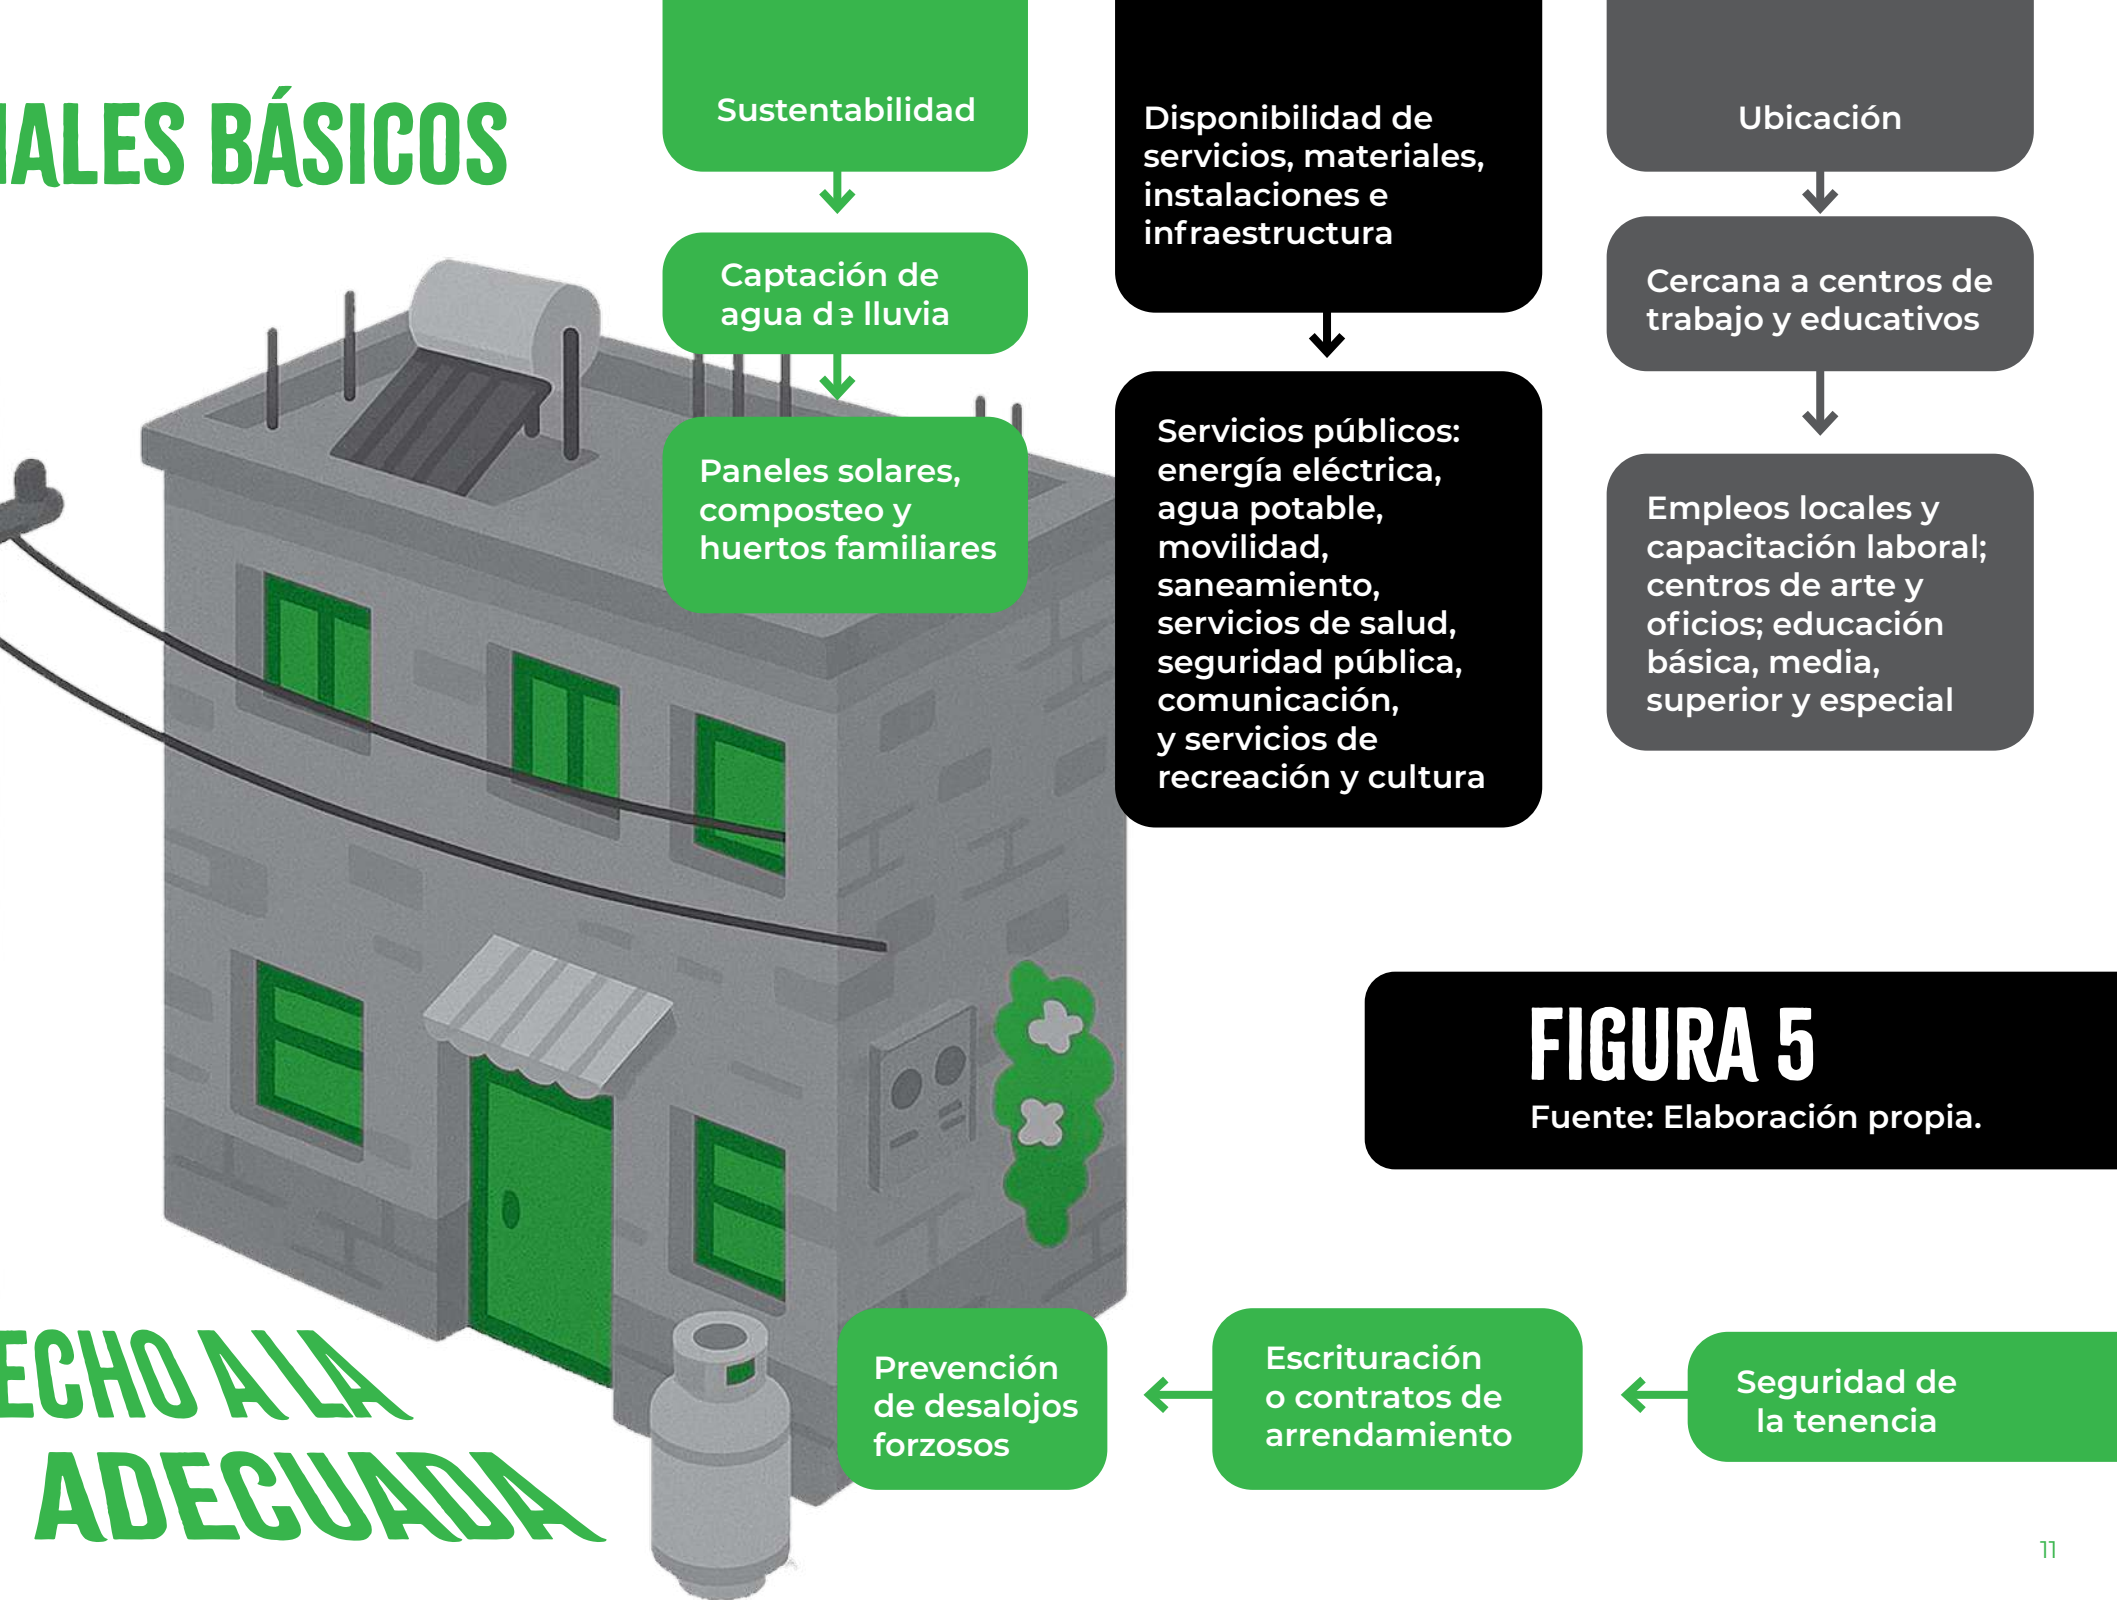 IALES BÁSICOS
Sustentabilidad
Captación de
agua de lluvia
Paneles solares,
composteo y
huertos familiares
Disponibilidad de
servicios, materiales,
instalaciones e
infraestructura
Servicios públicos:
energía eléctrica,
agua potable,
movilidad,
saneamiento,
servicios de salud,
seguridad pública,
comunicación,
y servicios de
recreación y cultura
Ubicación
Cercana a centros de
trabajo y educativos
Empleos locales y
capacitación laboral;
centros de arte y
oficios; educación
básica, media,
superior y especial
FIGURA 5
Fuente: Elaboración propia.
Seguridad de
la tenencia
Escrituración
o contratos de
arrendamiento
Prevención
de desalojos
forzosos
ECHO A LA
ADECUADA
11